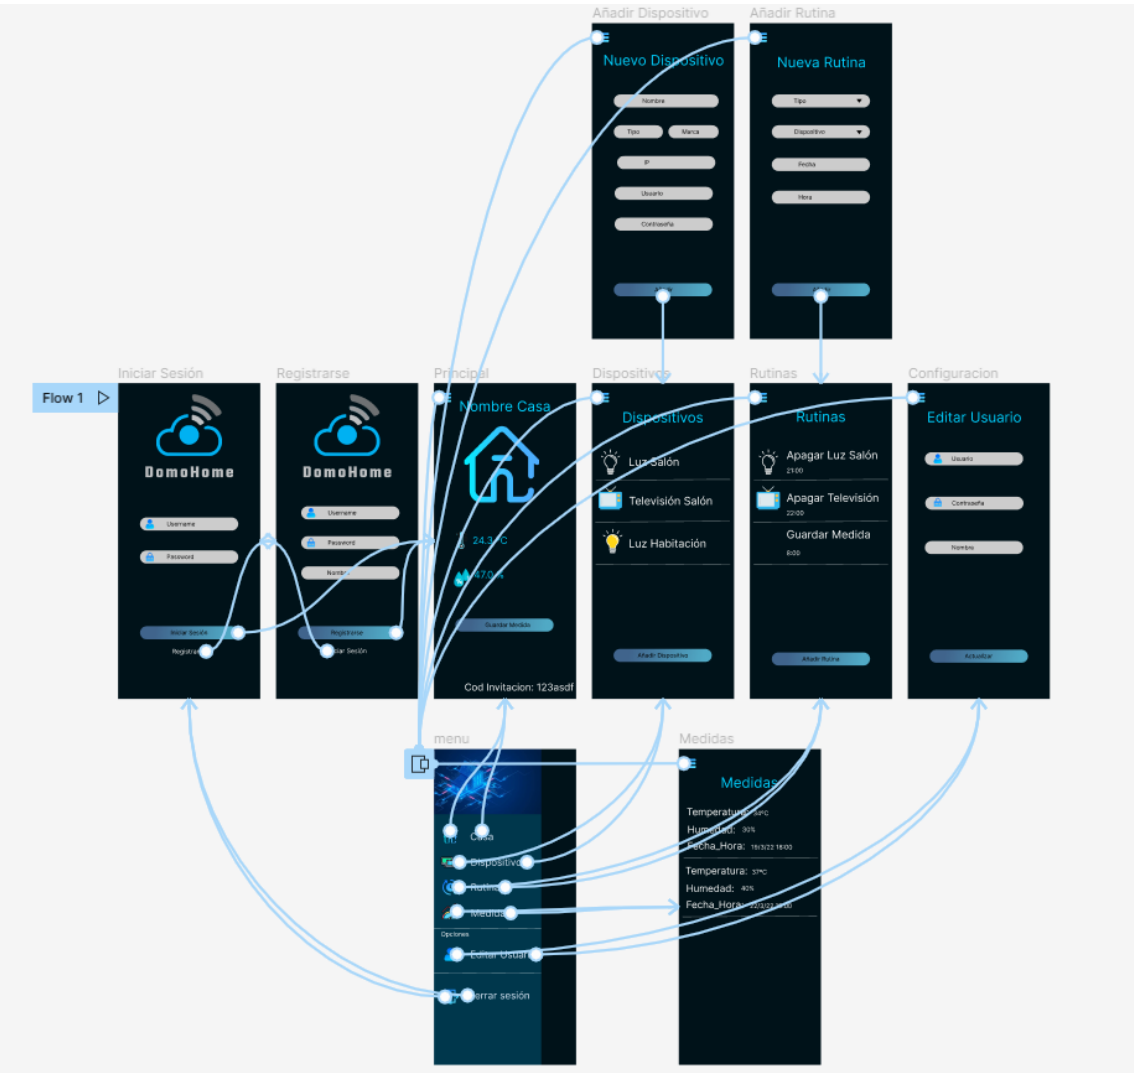 Añadir Dispositivo
Nuevo Dispositivo
Nombre
Tipo
Marca
IP
Usuario
Contraseña
Añadir Rutina
Nueva Rutina
Tipo
Dispositivo
Fecha
Hora
Flow 1
Iniciar Sesión
DomoHome
Username
Password
Iniciar Sesión
Registrarse
DomoHome
Username
Password
Nombre
Registrarse
Iniciar Sesión
Principal
Nombre Casa
24.3 °C
47.0 %
Guardar Medida
Cod Invitacion: 123asdf
Dispositivos
Dispositivos
Luz Salón
Televisión Salón
Luz Habitación
Añadir Dispositivo
Rutinas
Rutinas
Apagar Luz Salón
21:00
Apagar Televisión
22:00
Guardar Medida
8:00
Añadir Rutina
Configuracion
Editar Usuario
Usuario
Contraseña
Nombre
Actualizar
menu
Casa
Dispositivos
Rutinas
Medidas
Opciones
Editar Usuario
Cerrar sesión
Medidas
Medidas
Temperatura: 34ºC
Humedad: 30%
Fecha_Hora:
Temperatura: 37ºC
Humedad: 40%
Fecha_Hora: